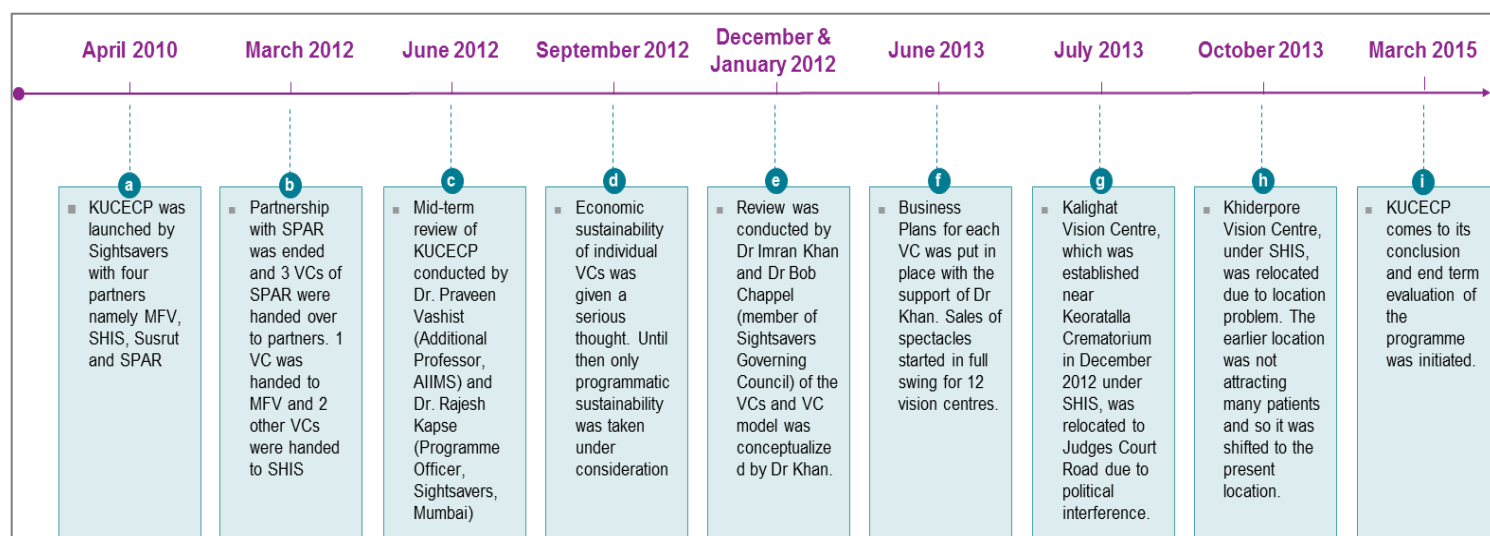 April 2010
March 2012
June 2012
September 2012
December &
January 2012
June 2013
July 2013
October 2013
March 2015
a
KUCECP was
launched by
Sightsavers
with four
partners
namely MFV,
SHIS, Susrut
and SPAR
b
Partnership
with SPAR
was ended
and 3 VCs of
SPAR were
handed over
to partners. 1
VC was
handed to
MFV and 2
other VCs
were handed
to SHIS
c
Mid-term
review of
KUCECP
conducted by
Dr. Praveen
Vashist
(Additional
Professor,
AIIMS) and
Dr. Rajesh
Kapse
(Programme
Officer,
Sightsavers,
Mumbai)
d
Economic
sustainability
of individual
VCs was
given a
serious
thought. Until
then only
programmatic
sustainability
was taken
under
consideration
e
Review was
conducted by
Dr Imran Khan
and Dr Bob
Chappel
(member of
Sightsavers
Governing
Council) of the
VCs and VC
model was
conceptualize
d by Dr Khan.
f
Business
Plans for each
VC was put in
place with the
support of Dr
Khan. Sales of
spectacles
started in full
swing for 12
vision centres.
g
Kalighat
Vision Centre,
which was
established
near
Keoratalla
Crematorium
in December
2012 under
SHIS, was
relocated to
Judges Court
Road due to
political
interference.
h
Khiderpore
Vision Centre,
under SHIS,
was relocated
due to location
problem. The
earlier location
was not
attracting
many patients
and so it was
shifted to the
present
location.
i
KUCECP
comes to its
conclusion
and end term
evaluation of
the
programme
was initiated.